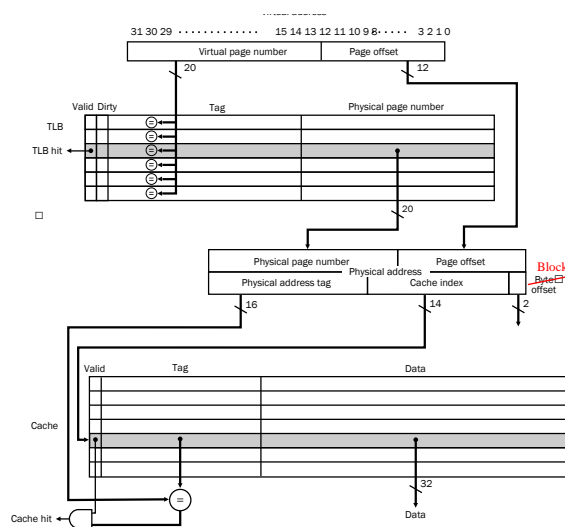 31 30 29 · · · · · · · · · · · · · 15 14 13 12 11 10 9 8 · · · · · 3 2 1 0
Virtual page number Page offset
20 12
Valid Dirty Tag Physical page number
TLB
=
=
TLB hit =
=
=
=
20
Physical page number Page offset
Physical address
Physical address tag Cache index
Block
Byte
offset
16 14 2
Valid Tag Data
Cache
32
=
Data
Cache hit